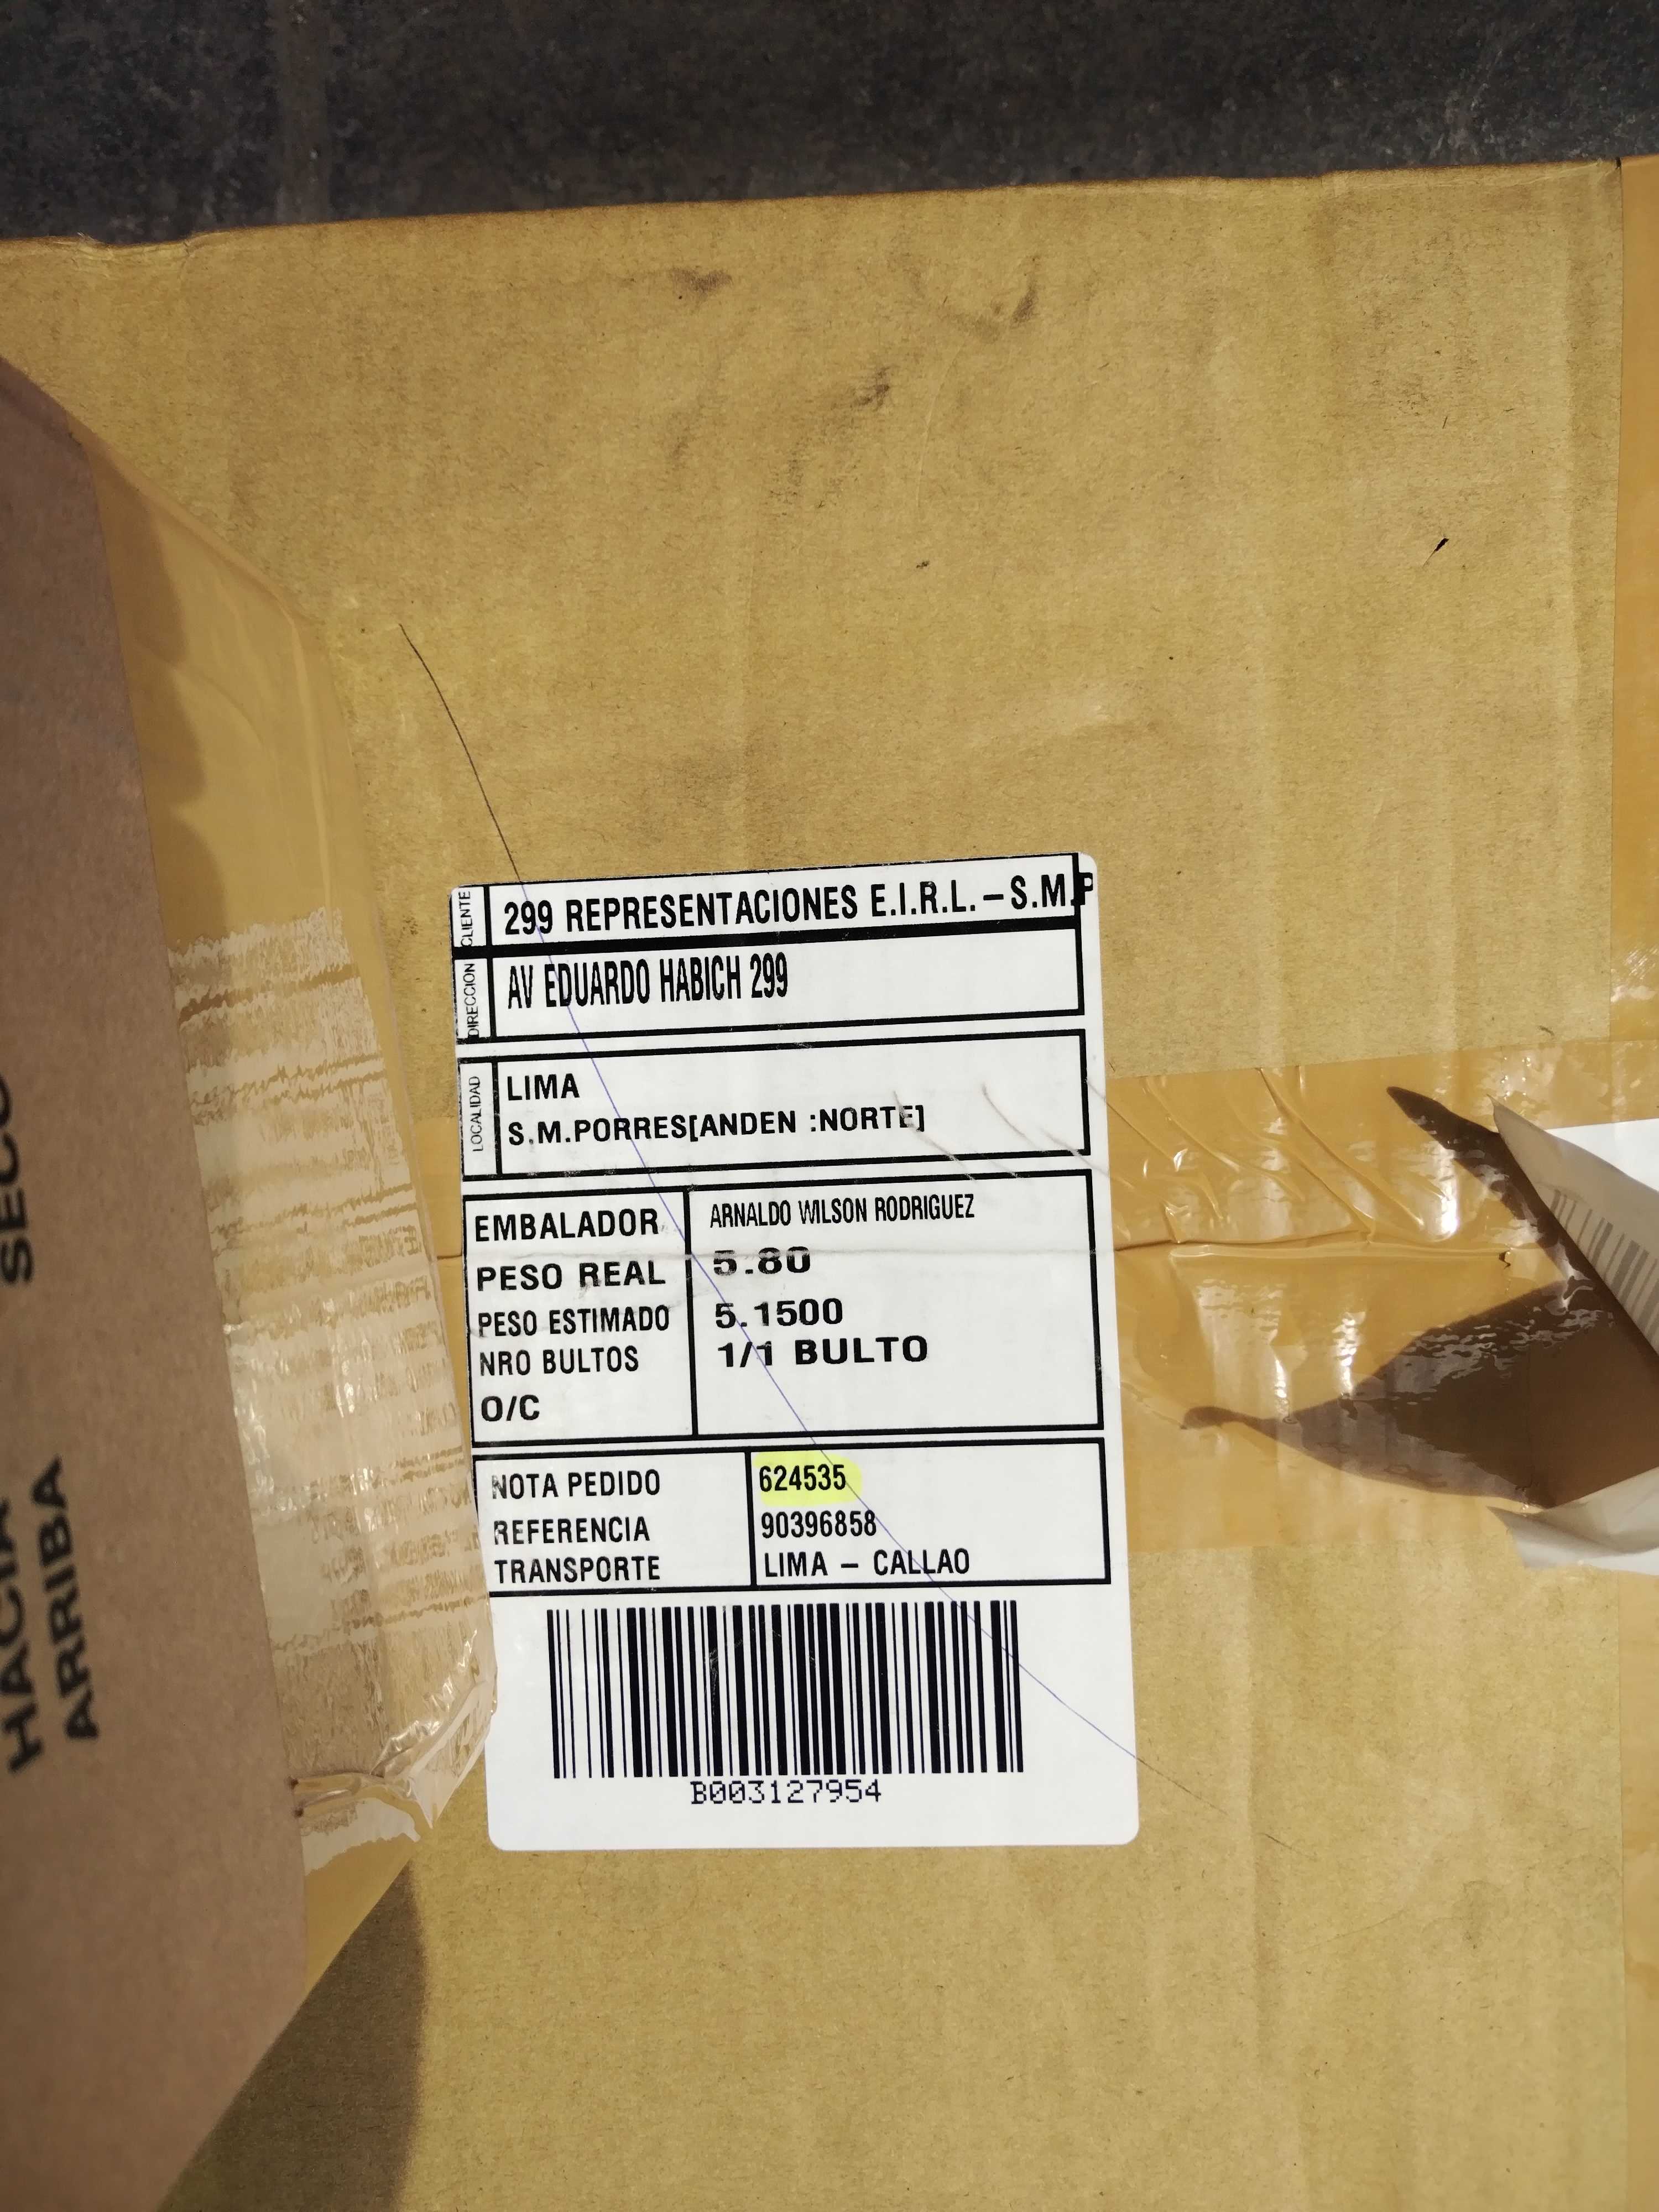 CLIENTE 299 REPRESENTACIONES E.I.R.L. – S.M.P
DIRECCION AV EDUARDO HABICH 299
LOCALIDAD LIMA
S.M.PORRES[ANDEN :NORTE]
EMBALADOR ARNALDO WILSON RODRIGUEZ
PESO REAL 5.80
PESO ESTIMADO 5.1500
NRO BULTOS 1/1 BULTO
O/C
NOTA PEDIDO 624535
REFERENCIA 90396858
TRANSPORTE LIMA – CALLAO
B003127954
SECO
HACIA
ARRIBA